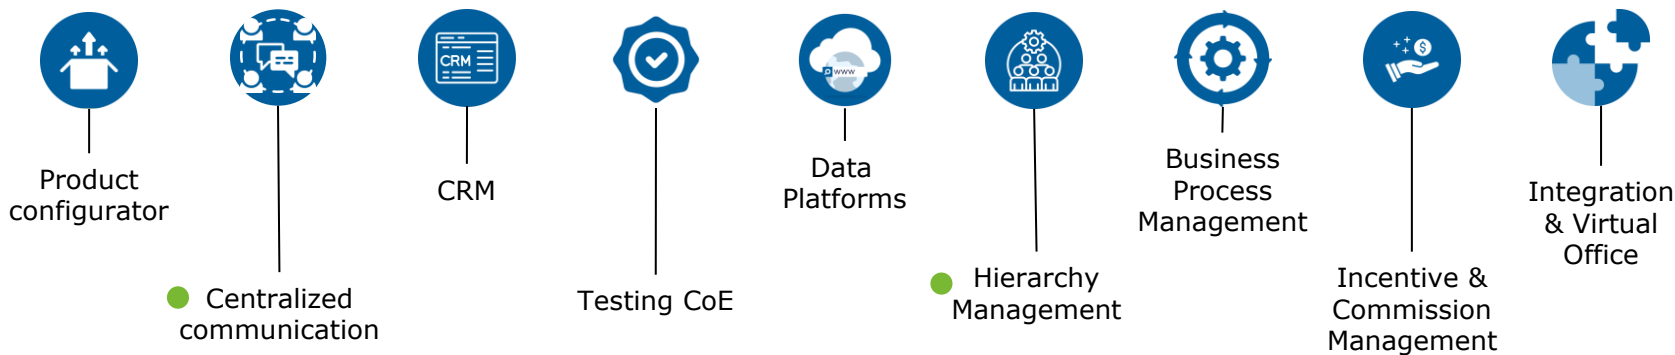 CRM
www
Product
configurator
Centralized
communication
CRM
Testing CoE
Data
Platforms
Hierarchy
Management
Business
Process
Management
Incentive &
Commission
Management
Integration
& Virtual
Office